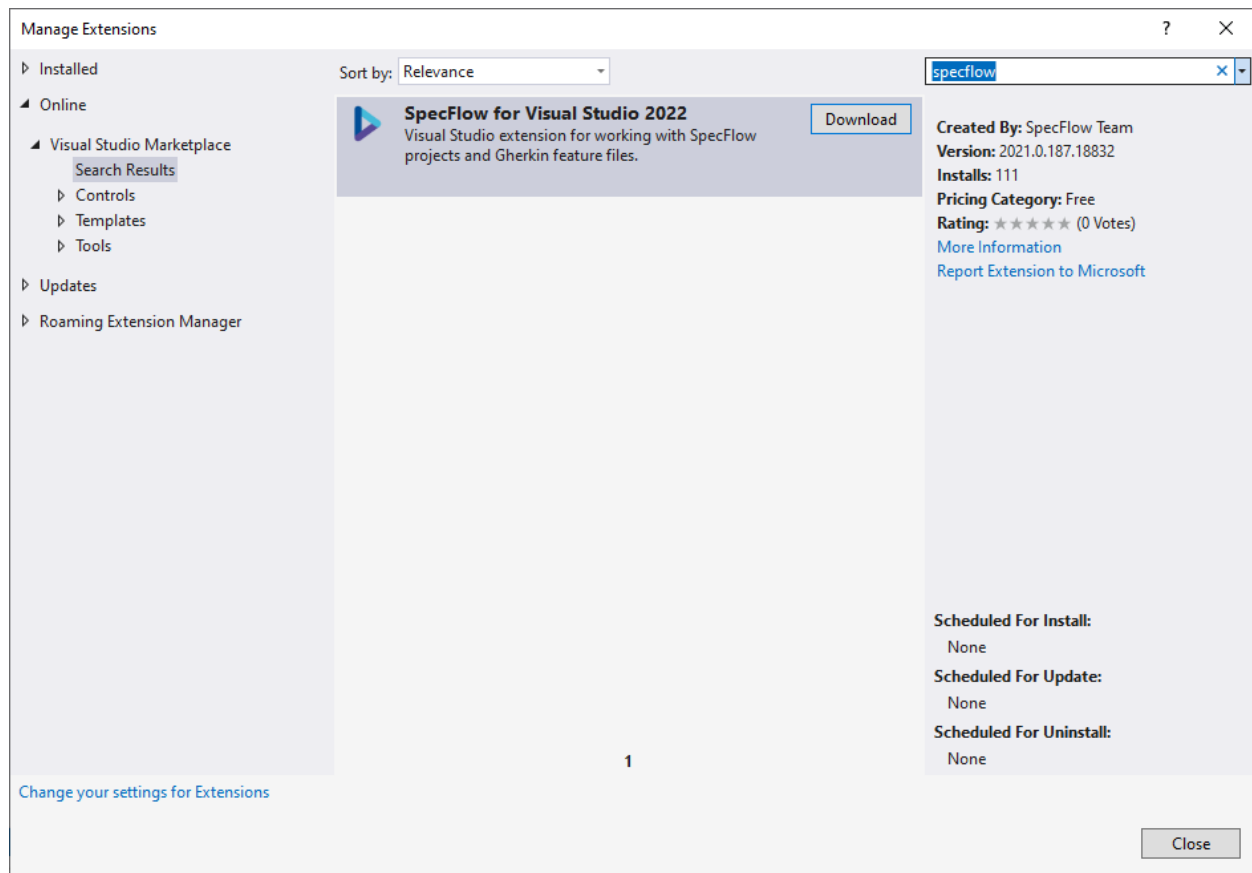 Manage Extensions
?
Installed
Online
Visual Studio Marketplace
Search Results
Controls
Templates
Tools
Updates
Roaming Extension Manager
Sort by: Relevance
SpecFlow for Visual Studio 2022
Visual Studio extension for working with SpecFlow
projects and Gherkin feature files.
Download
1
specflow
Created By: SpecFlow Team
Version: 2021.0.187.18832
Installs: 111
Pricing Category: Free
Rating: ★★★★★ (0 Votes)
More Information
Report Extension to Microsoft
Scheduled For Install:
None
Scheduled For Update:
None
Scheduled For Uninstall:
None
Change your settings for Extensions
Close